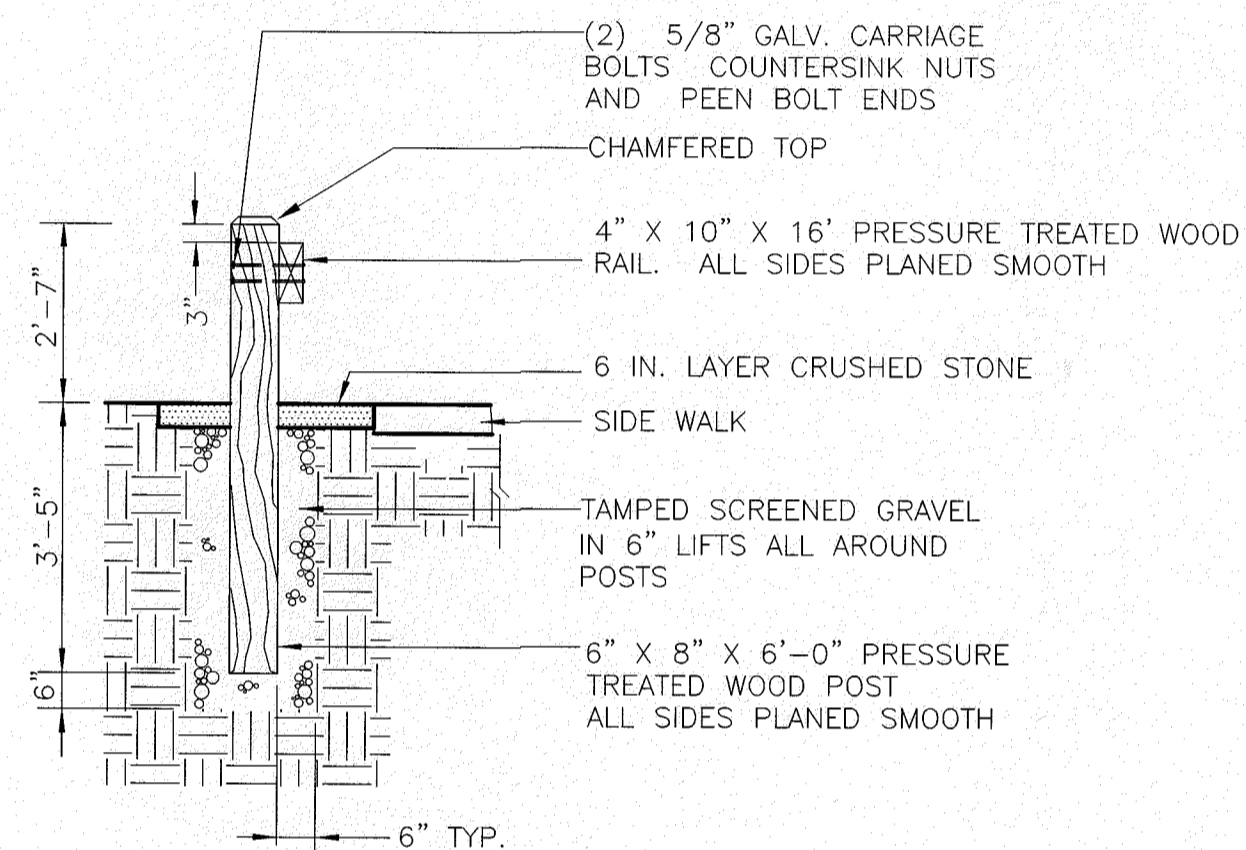 (2) 5/8" GALV. CARRIAGE
BOLTS COUNTERSINK NUTS
AND PEEN BOLT ENDS
CHAMFERED TOP
4" X 10" X 16' PRESSURE TREATED WOOD
RAIL. ALL SIDES PLANED SMOOTH
2'-7"
3"
6 IN. LAYER CRUSHED STONE
SIDE WALK
3'-5"
TAMPED SCREENED GRAVEL
IN 6" LIFTS ALL AROUND
POSTS
6" X 8" X 6'-0" PRESSURE
TREATED WOOD POST
ALL SIDES PLANED SMOOTH
6"
6" TYP.